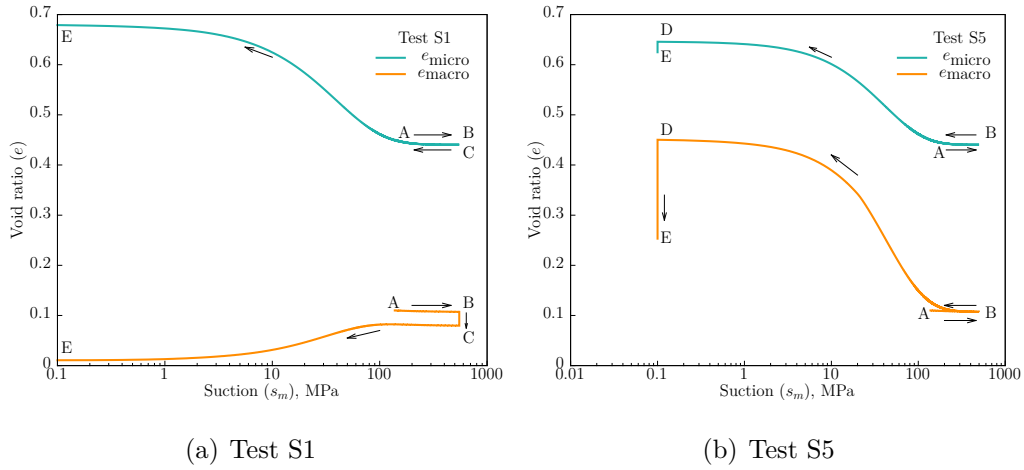 0.7
0.6
0.5
0.4
0.3
0.2
0.1
0
Void ratio (e)
0.1
1
10
100
1000
Suction (s_m), MPa
Test S1
e_micro
e_macro
E
A
B
C
A
B
C
E
(a) Test S1
0.7
0.6
0.5
0.4
0.3
0.2
0.1
0
Void ratio (e)
0.01
0.1
1
10
100
1000
Suction (s_m), MPa
Test S5
e_micro
e_macro
D
E
B
A
D
E
A
B
(b) Test S5